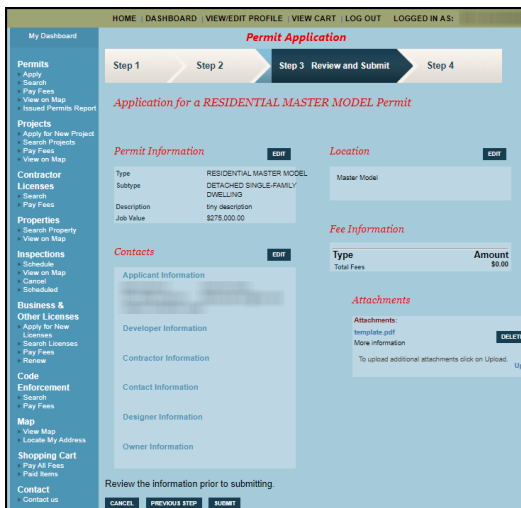 HOME | DASHBOARD | VIEW/EDIT PROFILE | VIEW CART | LOG OUT LOGGED IN AS:
My Dashboard
Permits
Apply
Search
Pay Fees
View on Map
Issued Permits Report
Projects
Apply for New Project
Search Projects
Pay Fees
View on Map
Contractor
Licenses
Search
Pay Fees
Properties
Search Property
View on Map
Inspections
Schedule
View on Map
Cancel
Scheduled
Business &
Other Licenses
Apply for New
Licenses
Search Licenses
Pay Fees
Renew
Code
Enforcement
Search
Pay Fees
Map
View Map
Locate My Address
Shopping Cart
Pay All Fees
Paid Items
Contact
Contact us
Permit Application
Step 1 Step 2 Step 3 Review and Submit Step 4
Application for a RESIDENTIAL MASTER MODEL Permit
Permit Information EDIT
Type RESIDENTIAL MASTER MODEL
Subtype DETACHED SINGLE-FAMILY
DWELLING
Description tiny description
Job Value $275,000.00
Location EDIT
Master Model
Contacts EDIT
Applicant Information
Developer Information
Contractor Information
Contact Information
Designer Information
Owner Information
Fee Information
Type Amount
Total Fees $0.00
Attachments
Attachments:
template.pdf
More information
To upload additional attachments click on Upload.
Review the information prior to submitting.
CANCEL PREVIOUS STEP SUBMIT